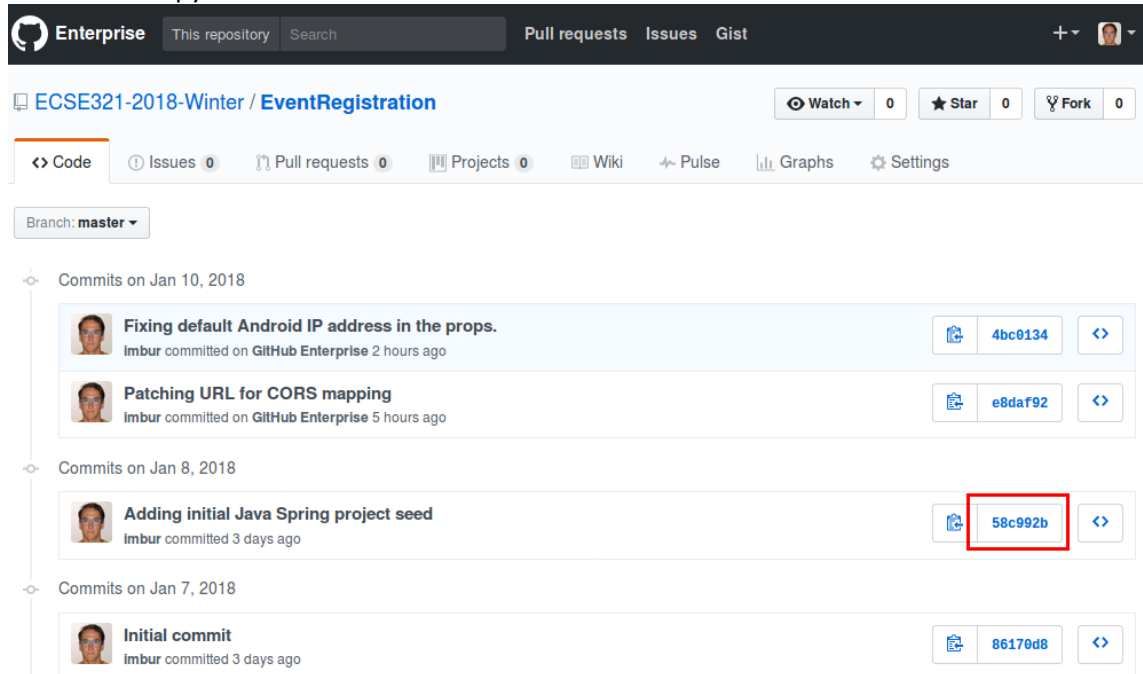 Enterprise This repository Search Pull requests Issues Gist
ECSE321-2018-Winter / EventRegistration Watch 0 Star 0 Fork 0
Code Issues 0 Pull requests 0 Projects 0 Wiki Pulse Graphs Settings
Branch: master
Commits on Jan 10, 2018
Fixing default Android IP address in the props.
imbur committed on GitHub Enterprise 2 hours ago
4bc0134
Patching URL for CORS mapping
imbur committed on GitHub Enterprise 5 hours ago
e8daf92
Commits on Jan 8, 2018
Adding initial Java Spring project seed
imbur committed 3 days ago
58c992b
Commits on Jan 7, 2018
Initial commit
imbur committed 3 days ago
86170d8